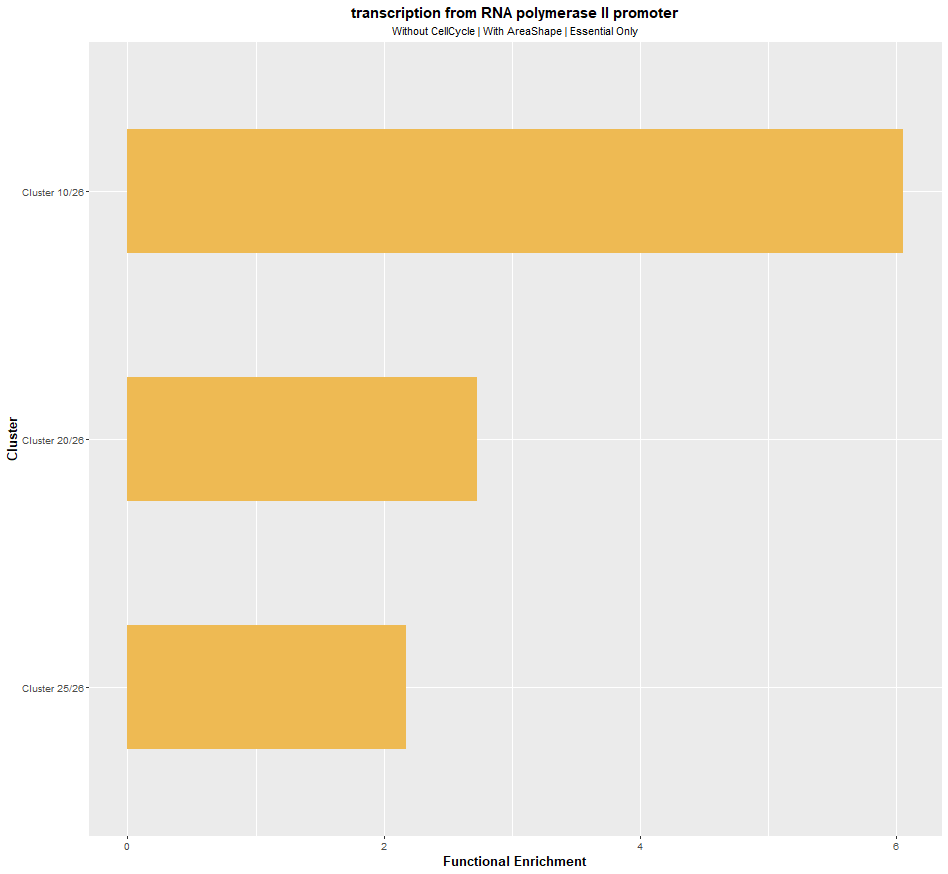 transcription from RNA polymerase II promoter
Without CellCycle | With AreaShape | Essential Only
Cluster
Cluster 10/26
Cluster 20/26
Cluster 25/26
0
2
4
6
Functional Enrichment